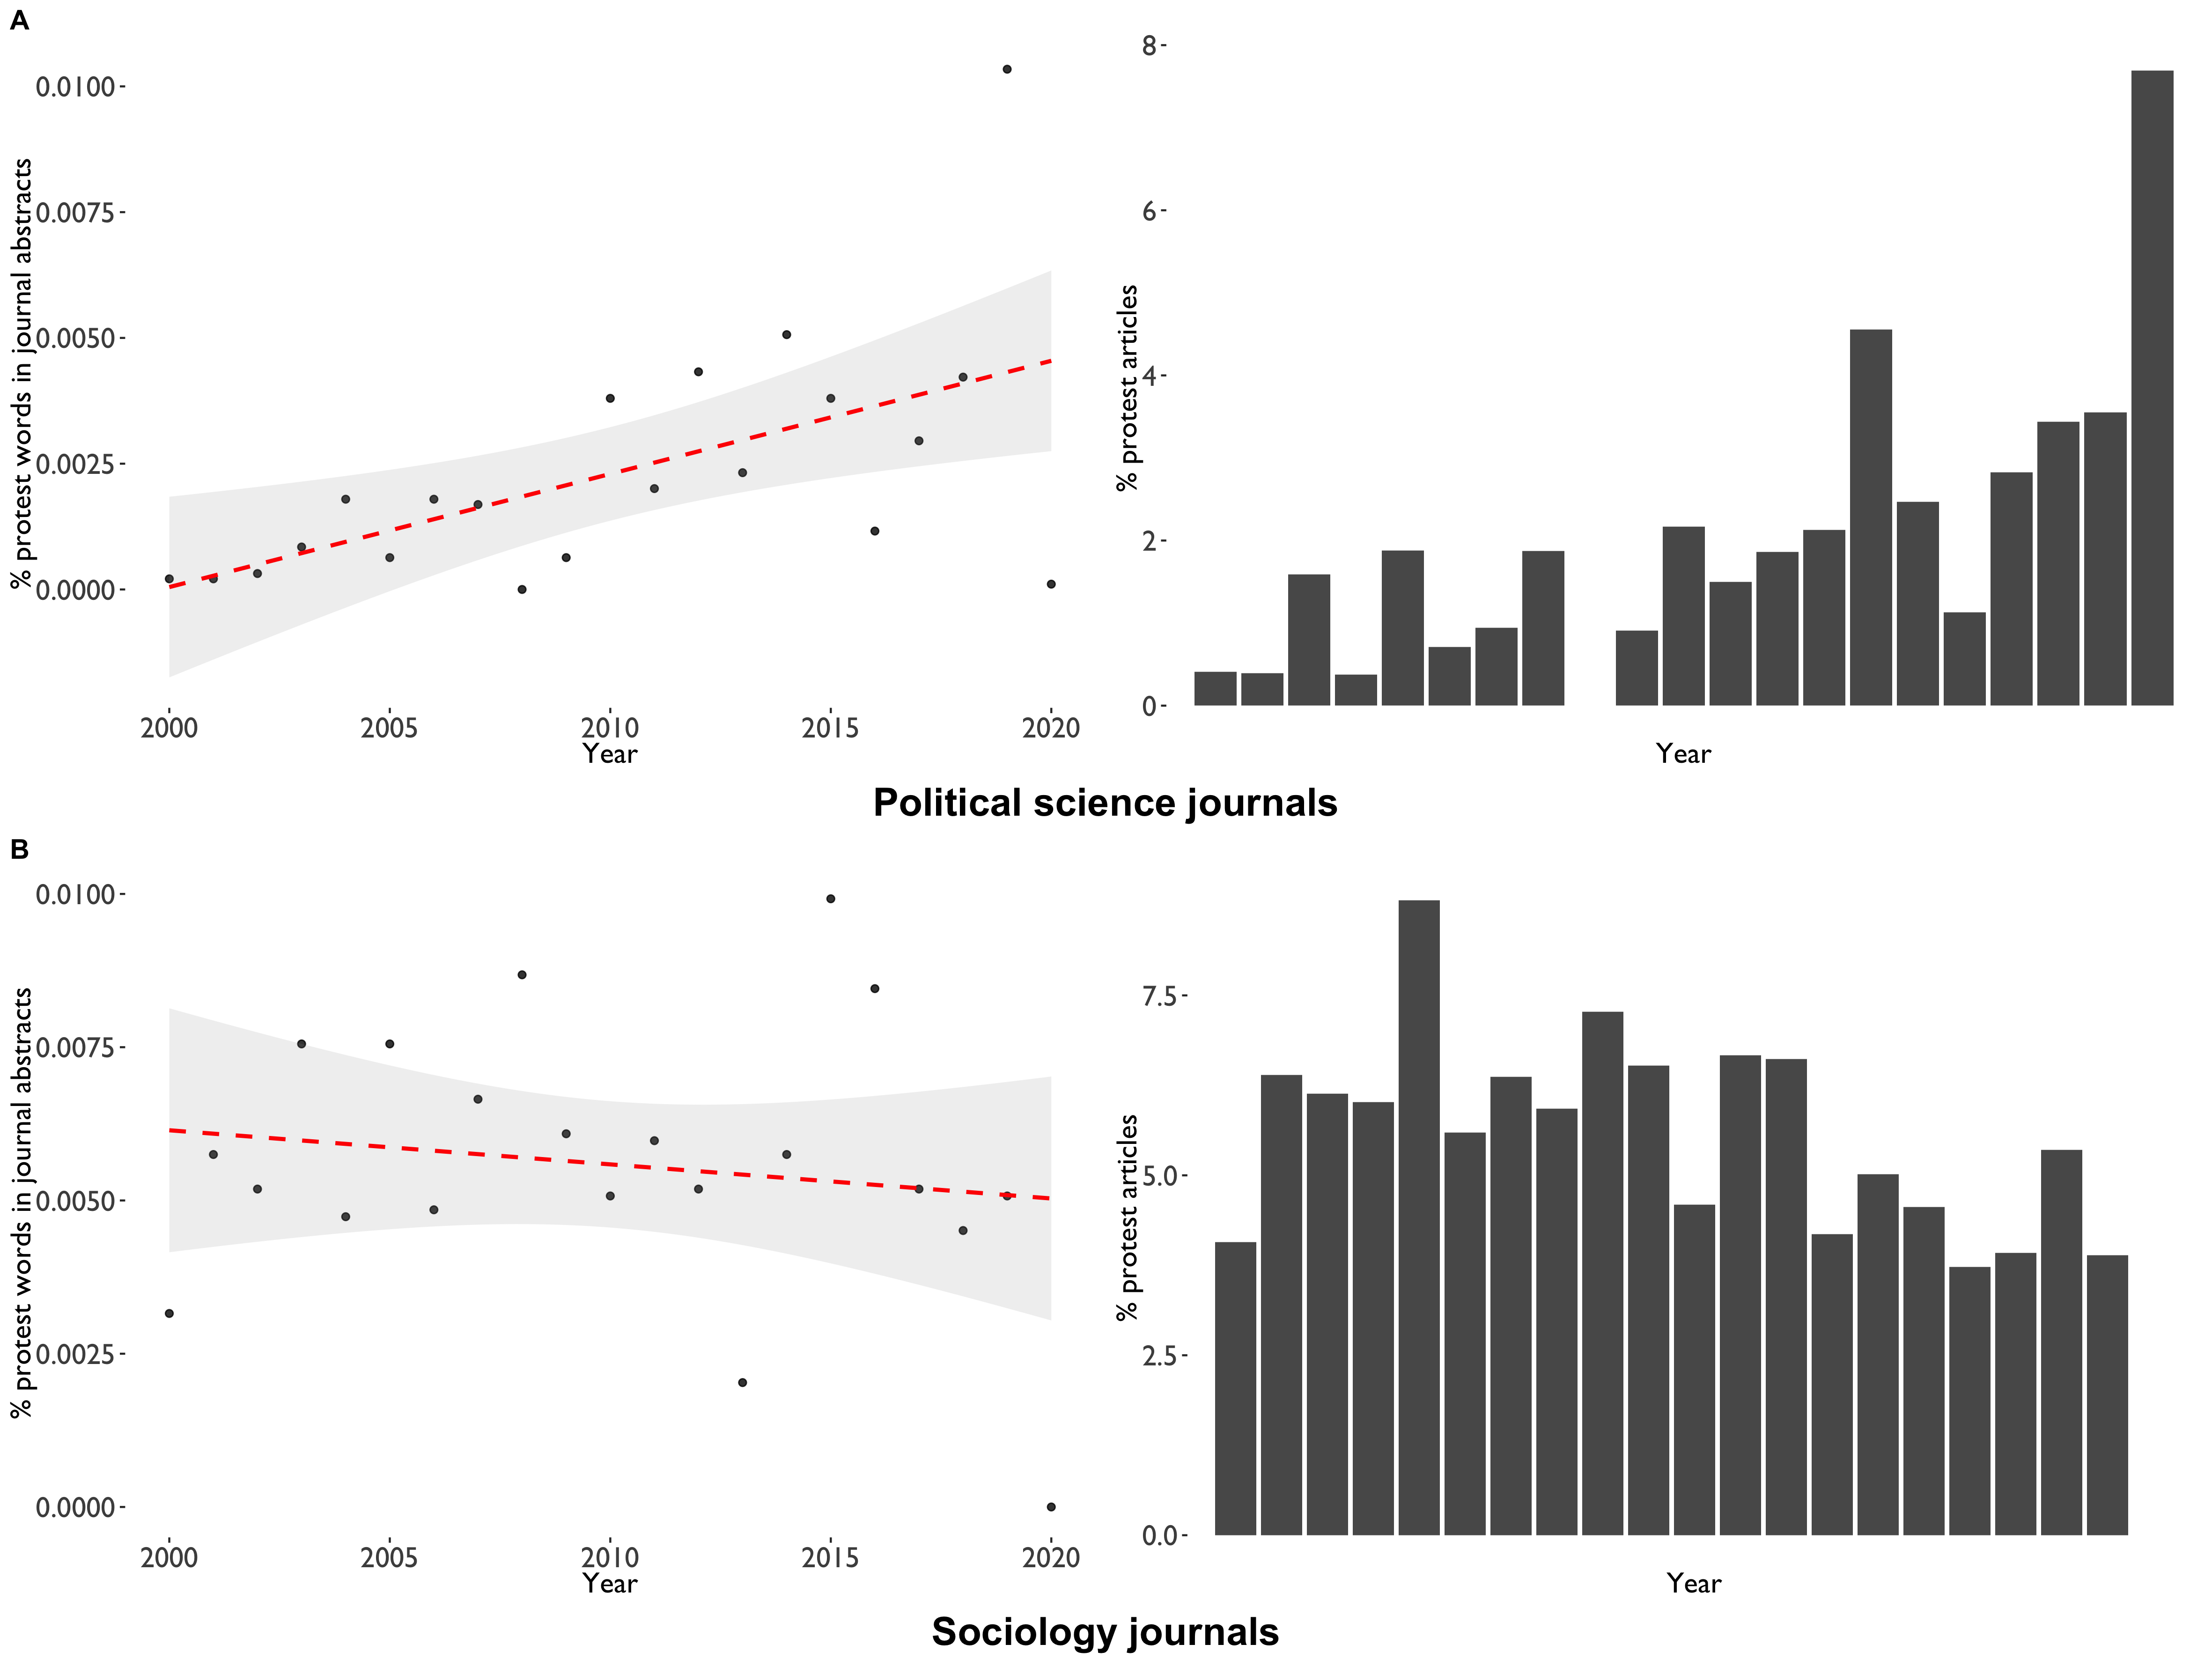 A
% protest words in journal abstracts
0.0100
0.0075
0.0050
0.0025
0.0000
2000 2005 2010 2015 2020
Year
% protest articles
8
6
4
2
0
Year
Political science journals
B
% protest words in journal abstracts
0.0100
0.0075
0.0050
0.0025
0.0000
2000 2005 2010 2015 2020
Year
% protest articles
7.5
5.0
2.5
0.0
Year
Sociology journals